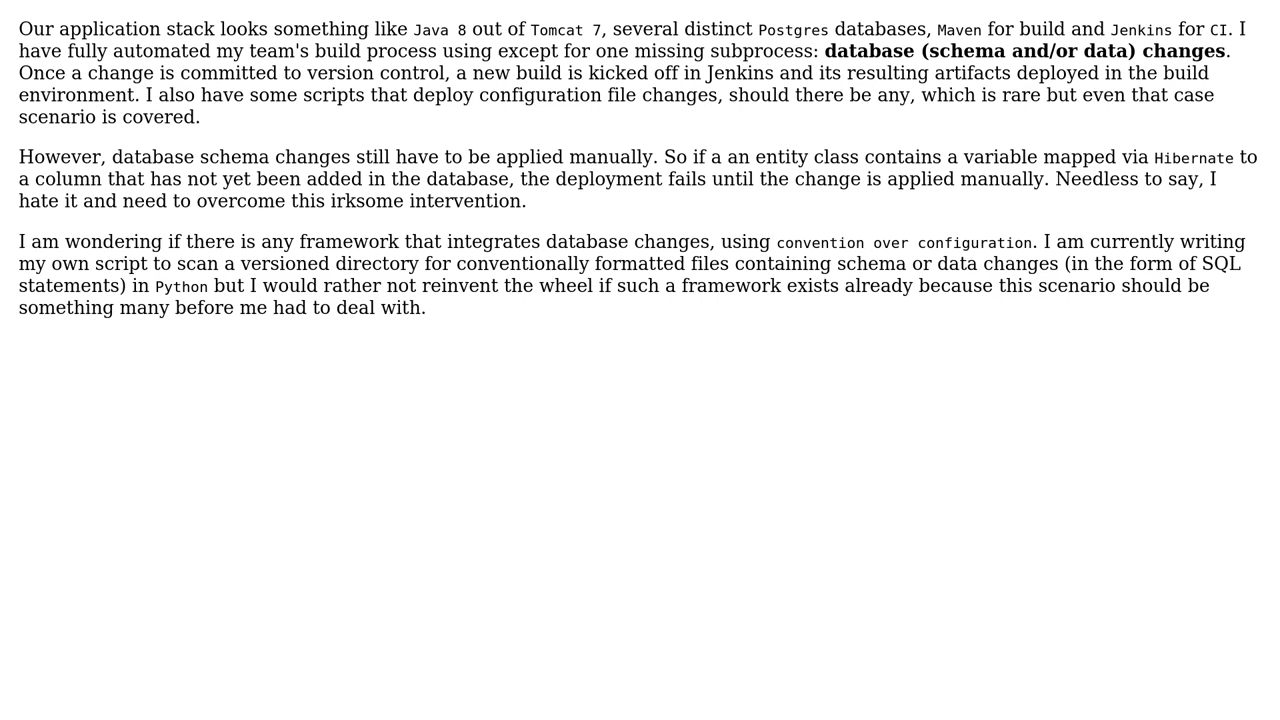 Our application stack looks something like Java 8 out of Tomcat 7, several distinct Postgres databases, Maven for build and Jenkins for CI. I
have fully automated my team's build process using except for one missing subprocess: database (schema and/or data) changes.
Once a change is committed to version control, a new build is kicked off in Jenkins and its resulting artifacts deployed in the build
environment. I also have some scripts that deploy configuration file changes, should there be any, which is rare but even that case
scenario is covered.
However, database schema changes still have to be applied manually. So if a an entity class contains a variable mapped via Hibernate to
a column that has not yet been added in the database, the deployment fails until the change is applied manually. Needless to say, I
hate it and need to overcome this irksome intervention.
I am wondering if there is any framework that integrates database changes, using convention over configuration. I am currently writing
my own script to scan a versioned directory for conventionally formatted files containing schema or data changes (in the form of SQL
statements) in Python but I would rather not reinvent the wheel if such a framework exists already because this scenario should be
something many before me had to deal with.